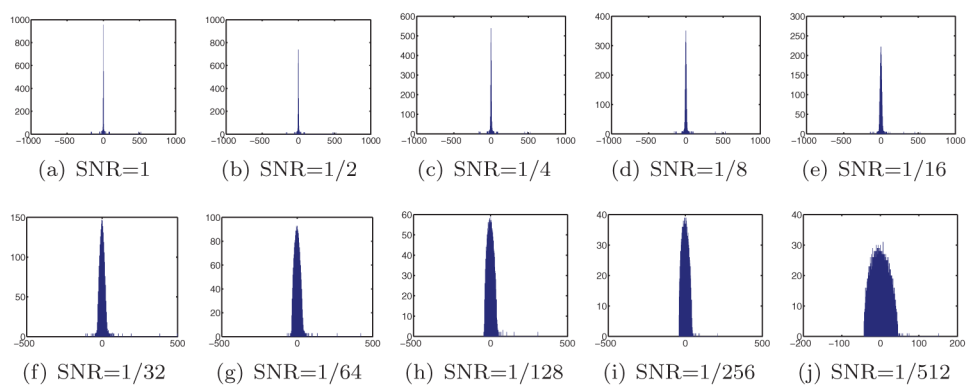 1000
800
600
400
200
0
−1000 −500 0 500 1000
(a) SNR=1
1000
800
600
400
200
0
−1000 −500 0 500 1000
(b) SNR=1/2
600
500
400
300
200
100
0
−1000 −500 0 500 1000
(c) SNR=1/4
400
300
200
100
0
−1000 −500 0 500 1000
(d) SNR=1/8
300
250
200
150
100
50
0
−1000 −500 0 500 1000
(e) SNR=1/16
150
100
50
0
−500 0 500
(f) SNR=1/32
100
80
60
40
20
0
−500 0 500
(g) SNR=1/64
60
50
40
30
20
10
0
−500 0 500
(h) SNR=1/128
40
30
20
10
0
−500 0 500
(i) SNR=1/256
40
30
20
10
0
−200 −100 0 100 200
(j) SNR=1/512